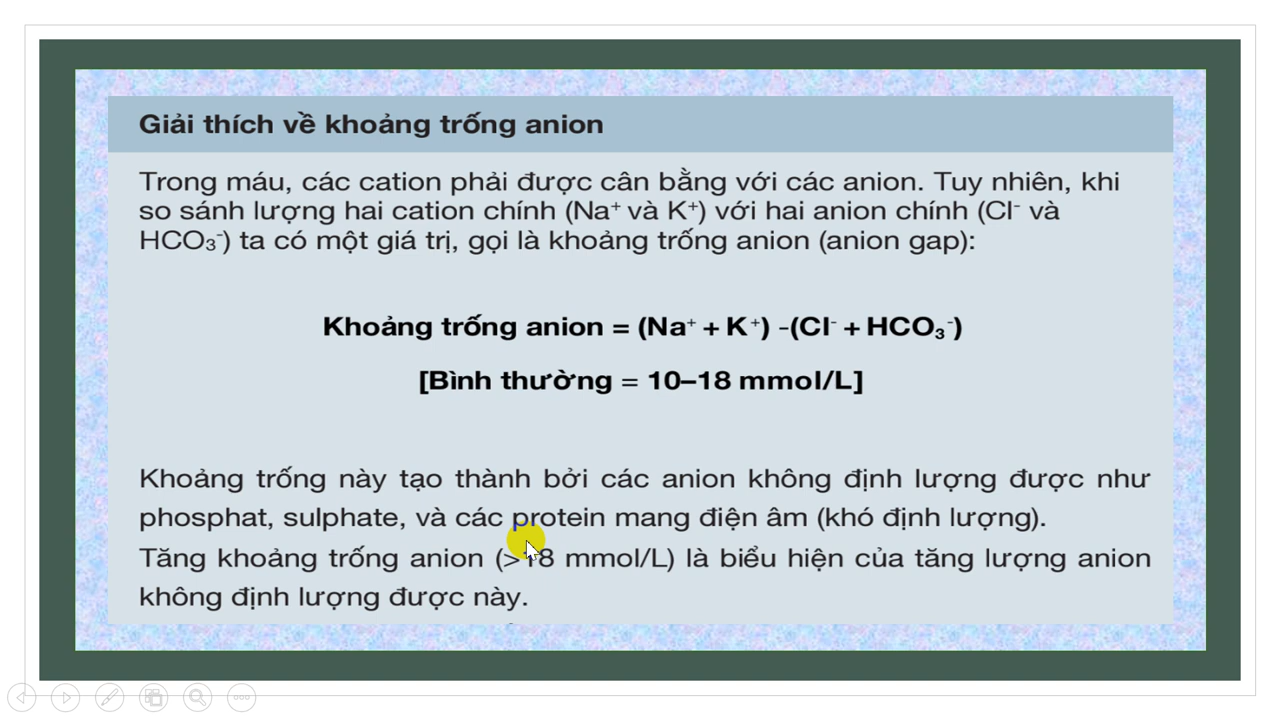 Giải thích về khoảng trống anion
Trong máu, các cation phải được cân bằng với các anion. Tuy nhiên, khi
so sánh lượng hai cation chính (Na⁺ và K⁺) với hai anion chính (Cl⁻ và
HCO₃⁻) ta có một giá trị, gọi là khoảng trống anion (anion gap):
Khoảng trống anion = (Na⁺ + K⁺) -(Cl⁻ + HCO₃⁻)
[Bình thường = 10–18 mmol/L]
Khoảng trống này tạo thành bởi các anion không định lượng được như
phosphat, sulphate, và các protein mang điện âm (khó định lượng).
Tăng khoảng trống anion (>18 mmol/L) là biểu hiện của tăng lượng anion
không định lượng được này.